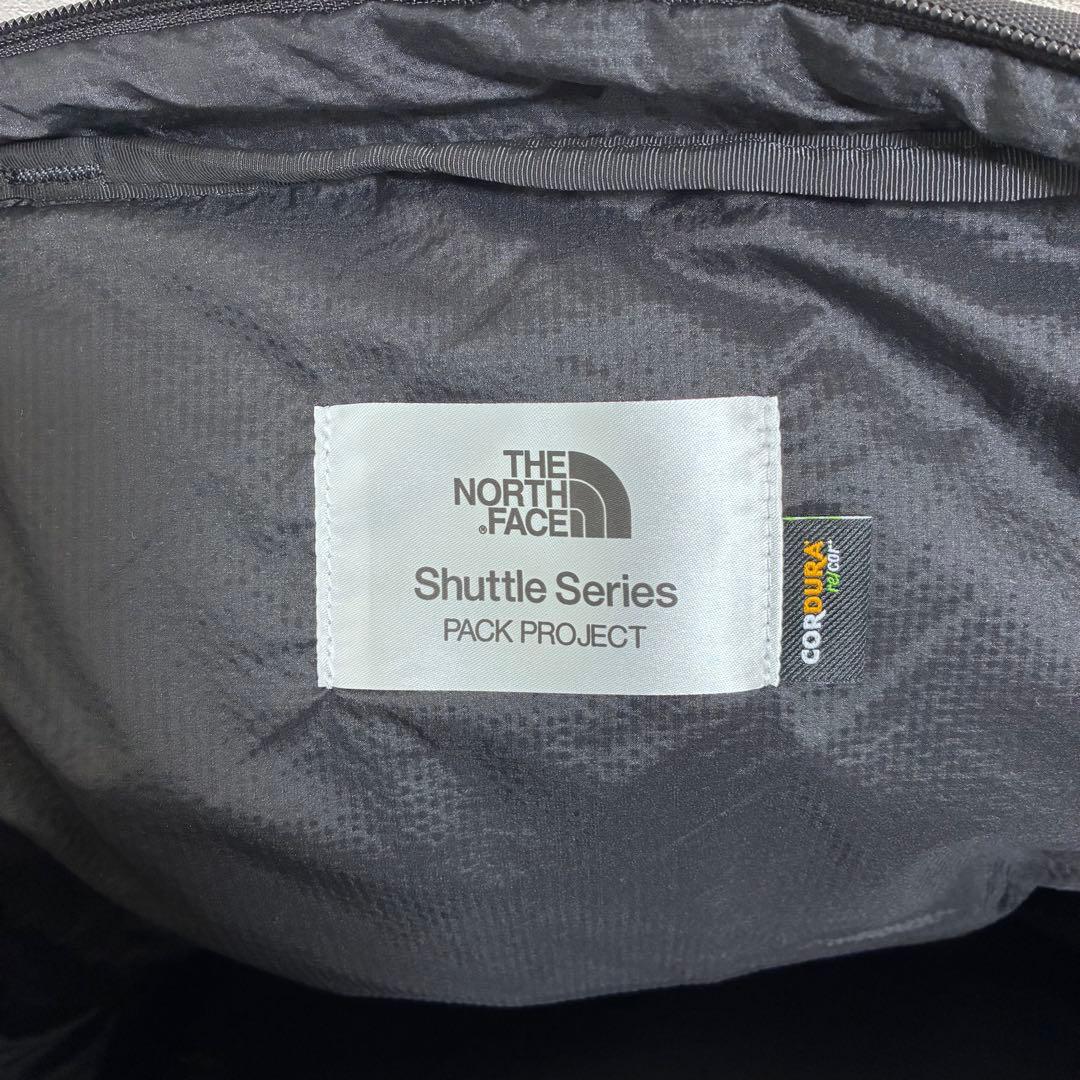 THE
NORTH
FACE
Shuttle Series
PACK PROJECT
CORDURA
re/cor